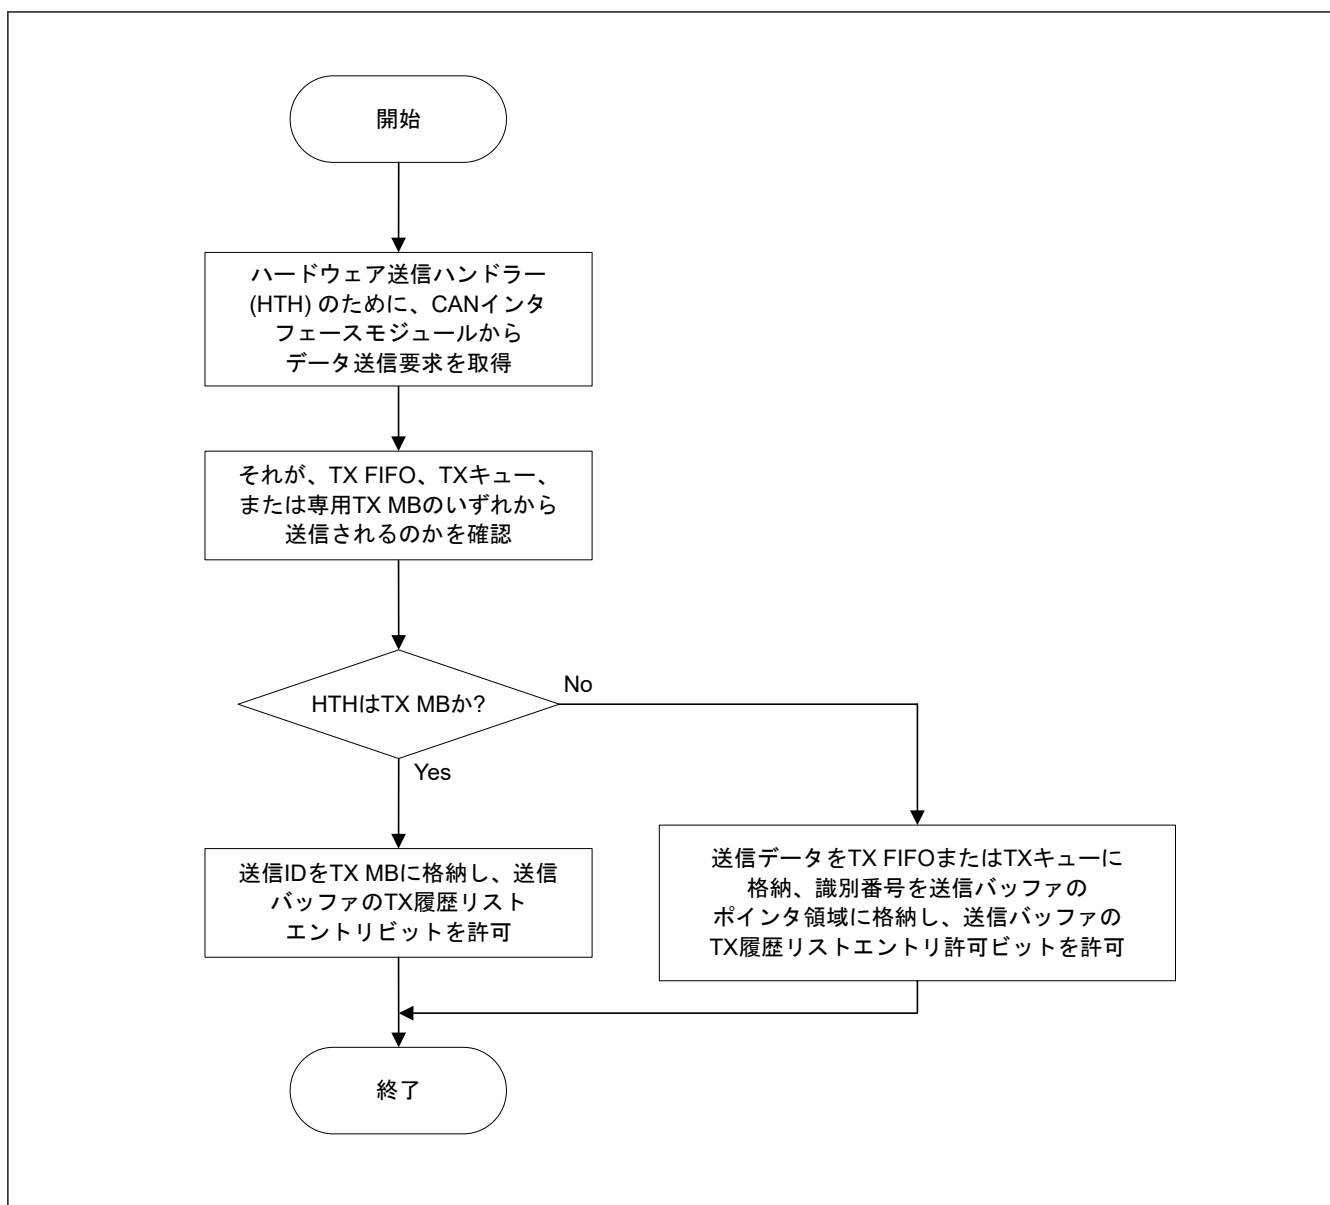 開始
ハードウェア送信ハンドラー
(HTH) のために、CANインタ
フェースモジュールから
データ送信要求を取得
それが、TX FIFO、TXキュー、
または専用TX MBのいずれから
送信されるのかを確認
HTHはTX MBか?
No
Yes
送信IDをTX MBに格納し、送信
バッファのTX履歴リスト
エントリビットを許可
送信データをTX FIFOまたはTXキューに
格納、識別番号を送信バッファの
ポインタ領域に格納し、送信バッファの
TX履歴リストエントリ許可ビットを許可
終了